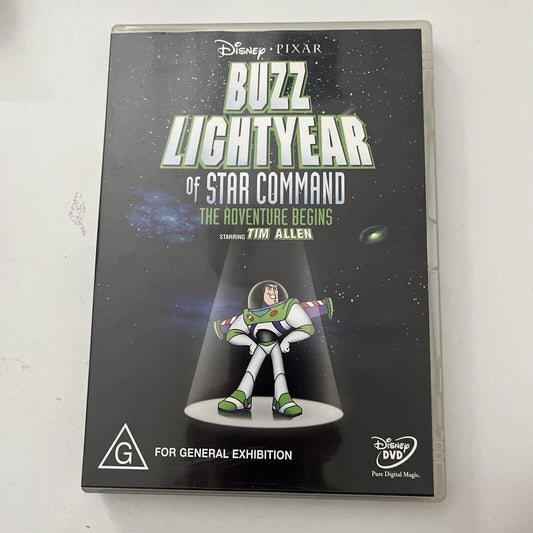 Disney · PIXAR
BUZZ
LIGHTYEAR
of STAR COMMAND
THE ADVENTURE BEGINS
STARRING TIM ALLEN
G
FOR GENERAL EXHIBITION
Disney
DVD
Pure Digital Magic.